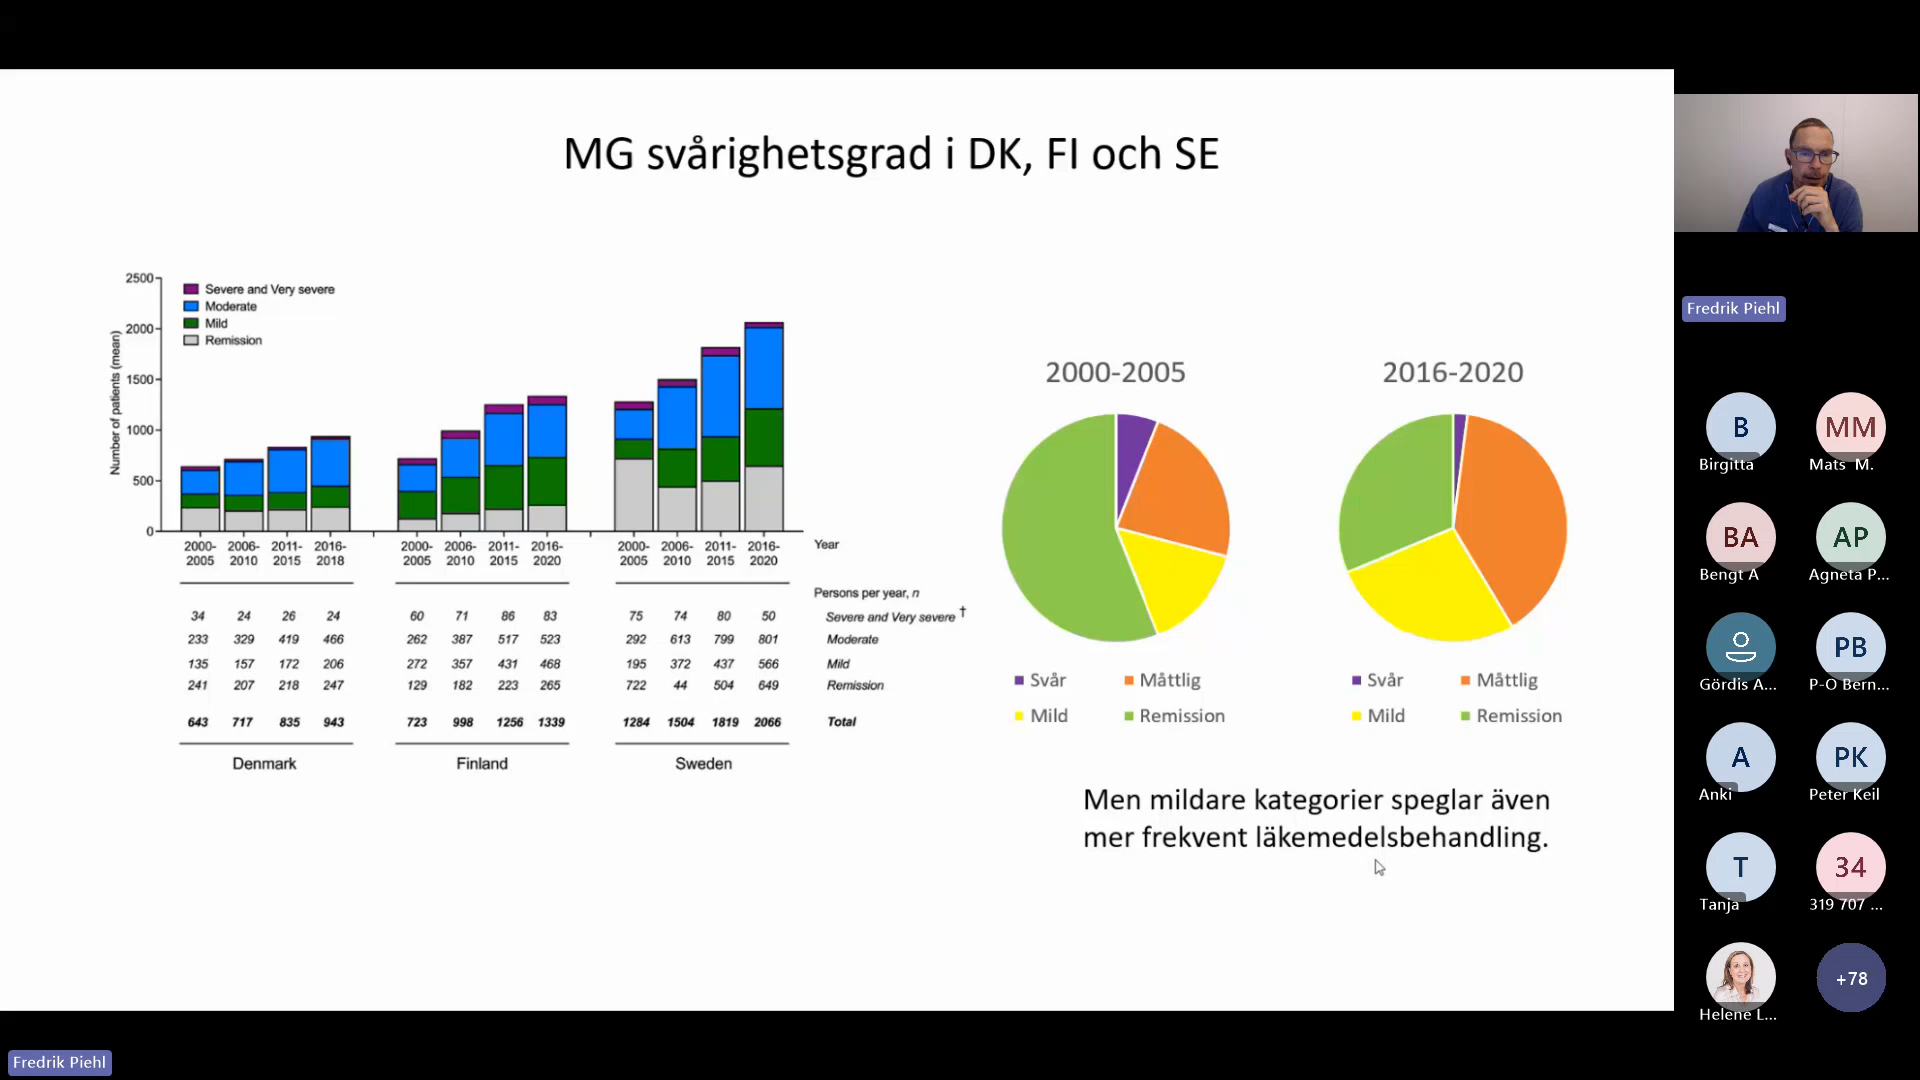 MG svårighetsgrad i DK, FI och SE
2500
2000
1500
1000
500
0
Number of patients (mean)
Severe and Very severe
Moderate
Mild
Remission
2000-2005 2006-2010 2011-2015 2016-2018
2000-2005 2006-2010 2011-2015 2016-2020
2000-2005 2006-2010 2011-2015 2016-2020
Year
Persons per year, n
34 24 26 24 60 71 86 83 75 74 80 50 Severe and Very severe †
233 329 419 466 262 387 517 523 292 613 799 801 Moderate
135 157 172 206 272 357 431 468 195 372 437 566 Mild
241 207 218 247 129 182 223 265 722 44 504 649 Remission
643 717 835 943 723 998 1256 1339 1284 1504 1819 2066 Total
Denmark Finland Sweden
2000-2005
Svår Måttlig
Mild Remission
2016-2020
Svår Måttlig
Mild Remission
Men mildare kategorier speglar även
mer frekvent läkemedelsbehandling.
Fredrik Piehl
B
Birgitta
MM
Mats M.
BA
Bengt A
AP
Agneta P...
Gördis A...
PB
P-O Bern...
A
Anki
PK
Peter Keil
T
Tanja
34
319 707 ...
Helene L...
+78
Fredrik Piehl